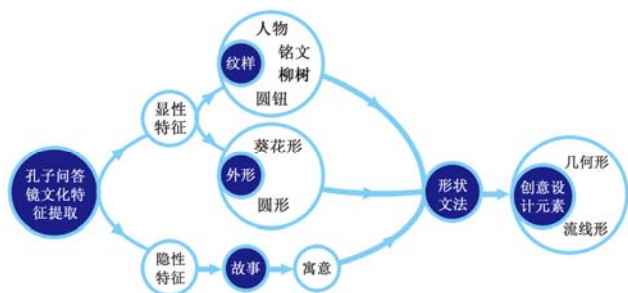 孔子问答
镜文化特
征提取
显性
特征
隐性
特征
人物
纹样
铭文
柳树
圆钮
葵花形
外形
圆形
故事
寓意
形状
文法
几何形
创意设
计元素
流线形